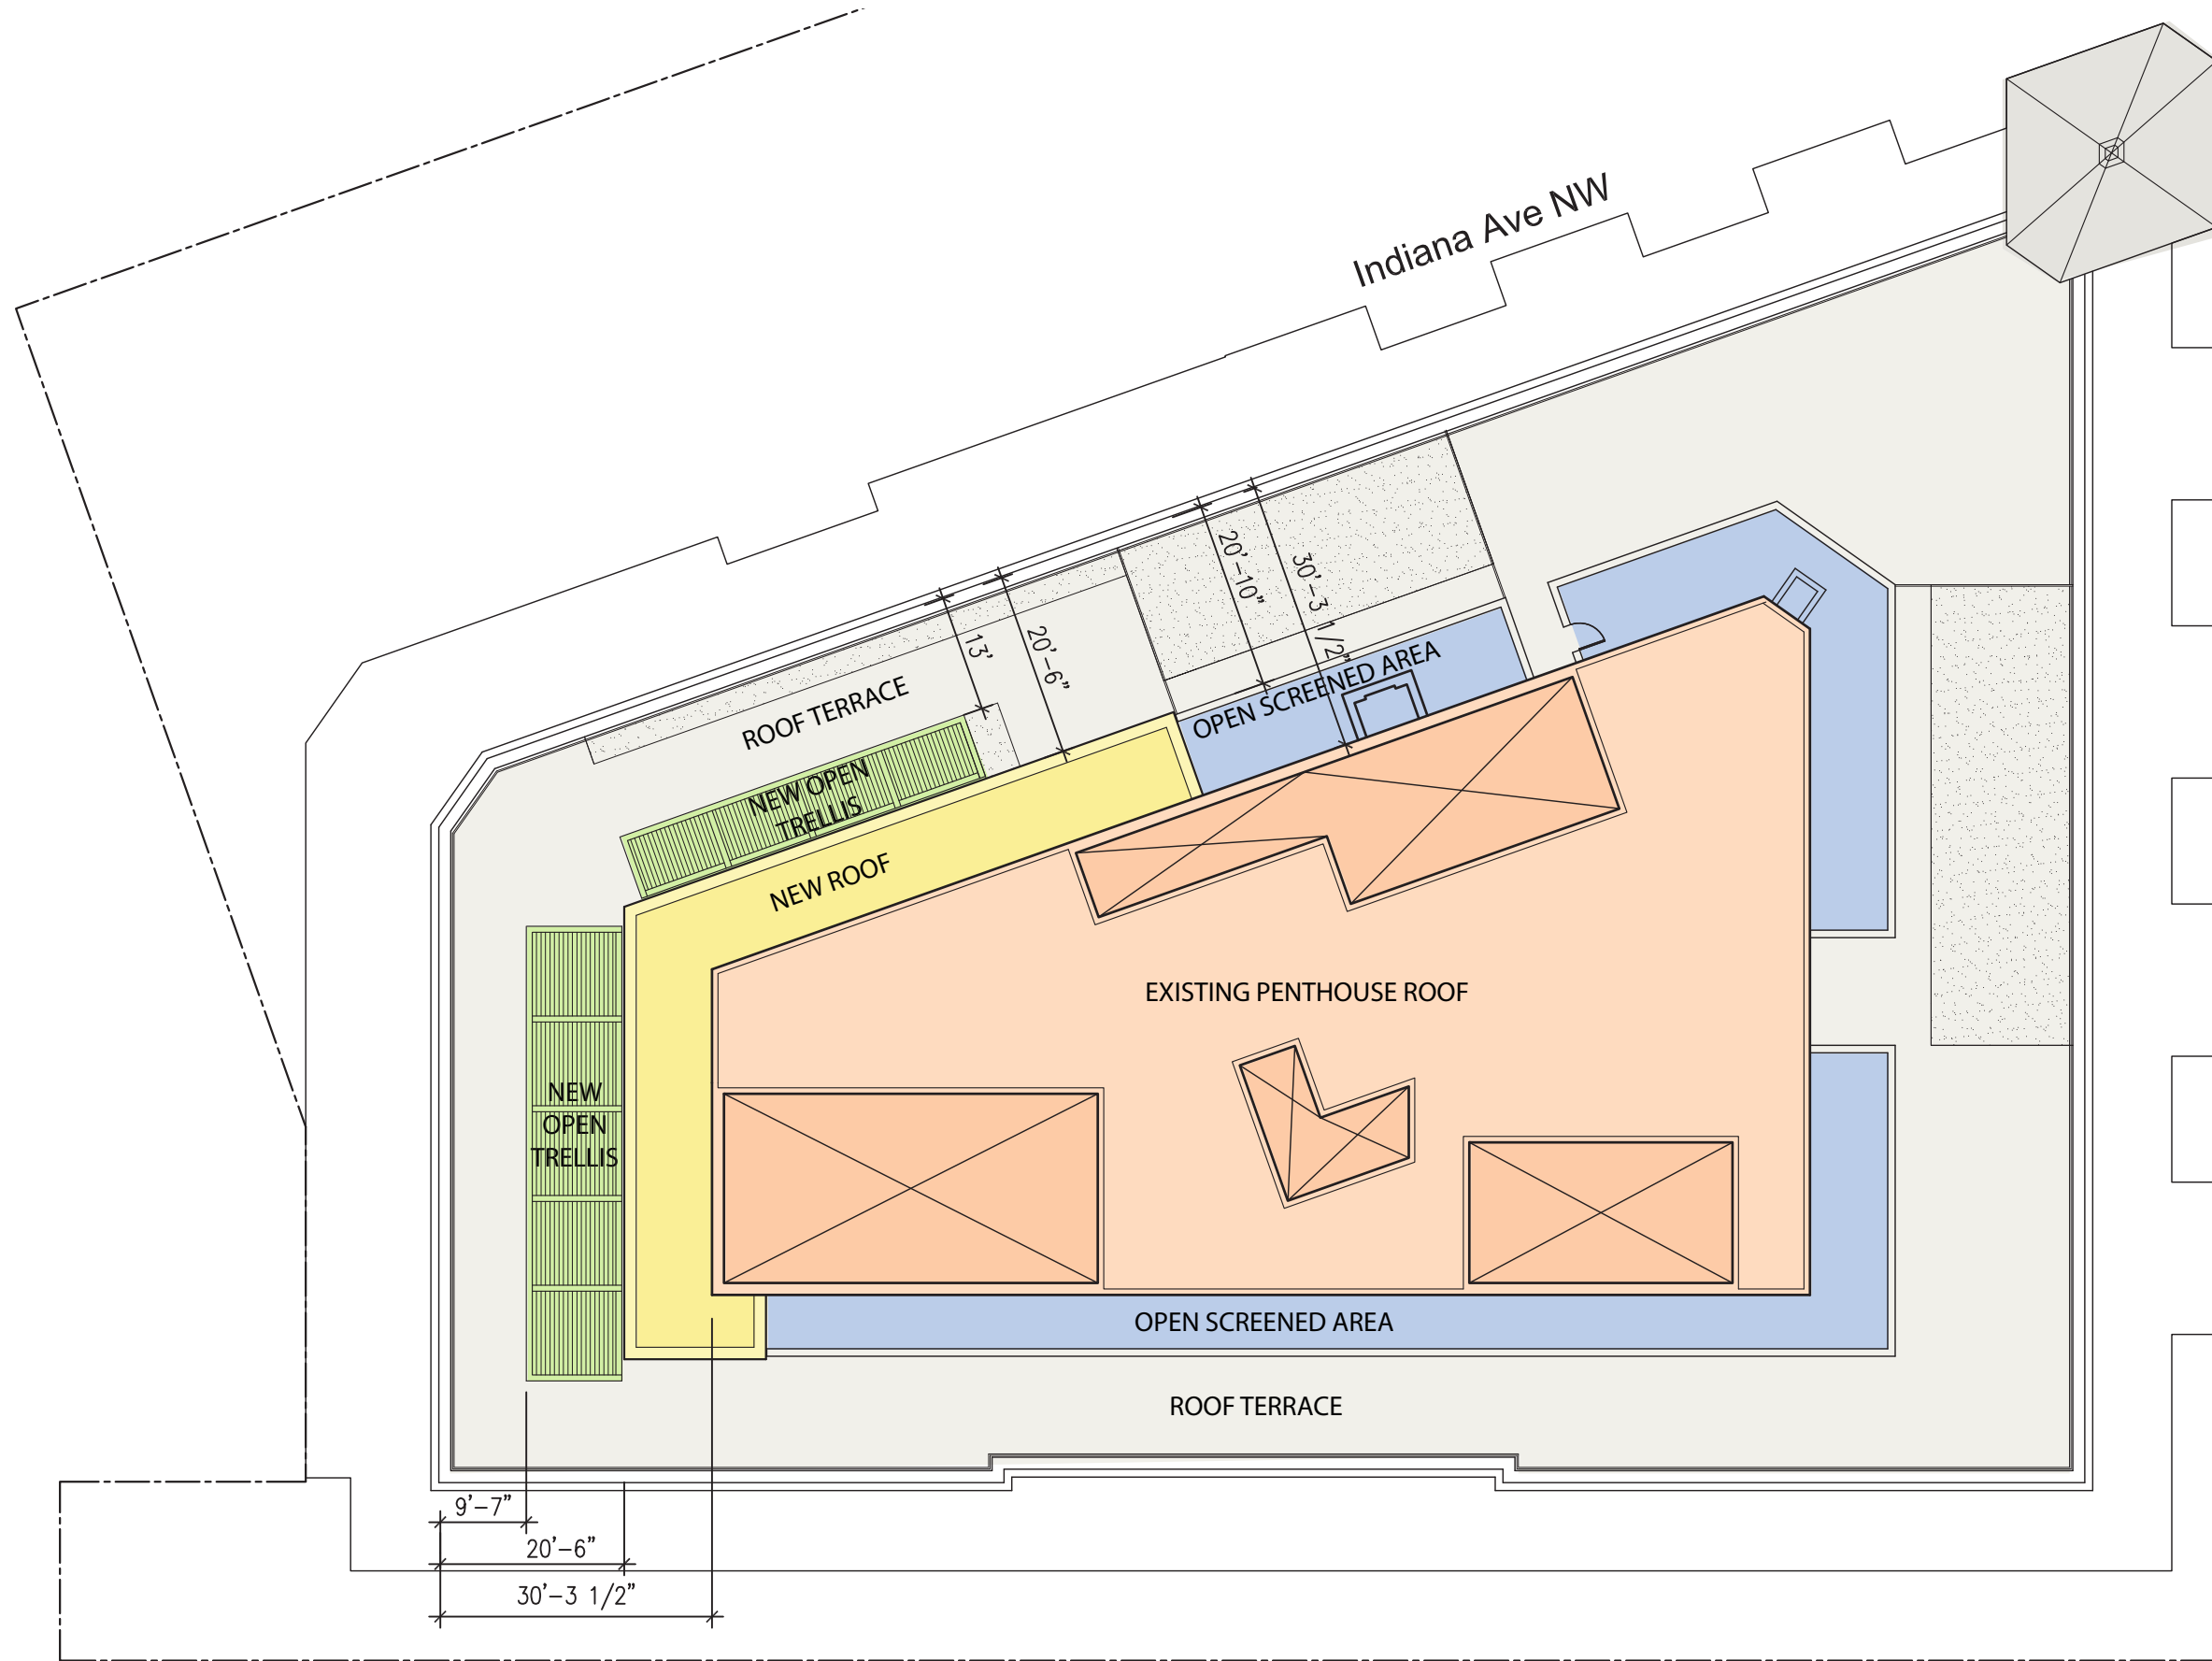 Indiana Ave NW
20'-10"
30'-3 1/2"
13'
20'-6"
OPEN SCREENED AREA
ROOF TERRACE
NEW OPEN
TRELLIS
NEW ROOF
EXISTING PENTHOUSE ROOF
NEW
OPEN
TRELLIS
OPEN SCREENED AREA
ROOF TERRACE
9'-7"
20'-6"
30'-3 1/2"